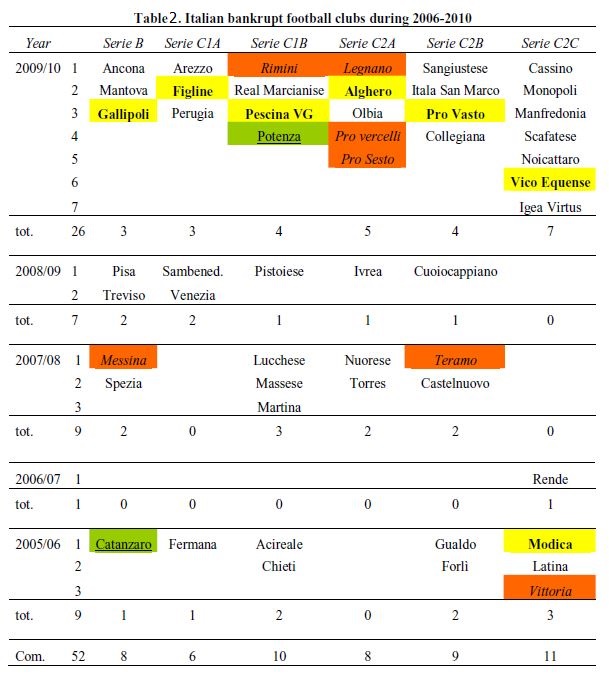 Table2. Italian bankrupt football clubs during 2006-2010
Year Serie B Serie C1A Serie C1B Serie C2A Serie C2B Serie C2C
2009/10 1 Ancona Arezzo Rimini Legnano Sangiustese Cassino
2 Mantova Figline Real Marcianise Alghero Itala San Marco Monopoli
3 Gallipoli Perugia Pescina VG Olbia Pro Vasto Manfredonia
4 Potenza Pro vercelli Collegiana Scafatese
5 Pro Sesto Noicattaro
6 Vico Equense
7 Igea Virtus
tot. 26 3 3 4 5 4 7
2008/09 1 Pisa Sambened. Pistoiese Ivrea Cuoiocappiano
2 Treviso Venezia
tot. 7 2 2 1 1 1 0
2007/08 1 Messina Lucchese Nuorese Teramo
2 Spezia Massese Torres Castelnuovo
3 Martina
tot. 9 2 0 3 2 2 0
2006/07 1 Rende
tot. 1 0 0 0 0 0 1
2005/06 1 Catanzaro Fermana Acireale Gualdo Modica
2 Chieti Forlì Latina
3 Vittoria
tot. 9 1 1 2 0 2 3
Com. 52 8 6 10 8 9 11